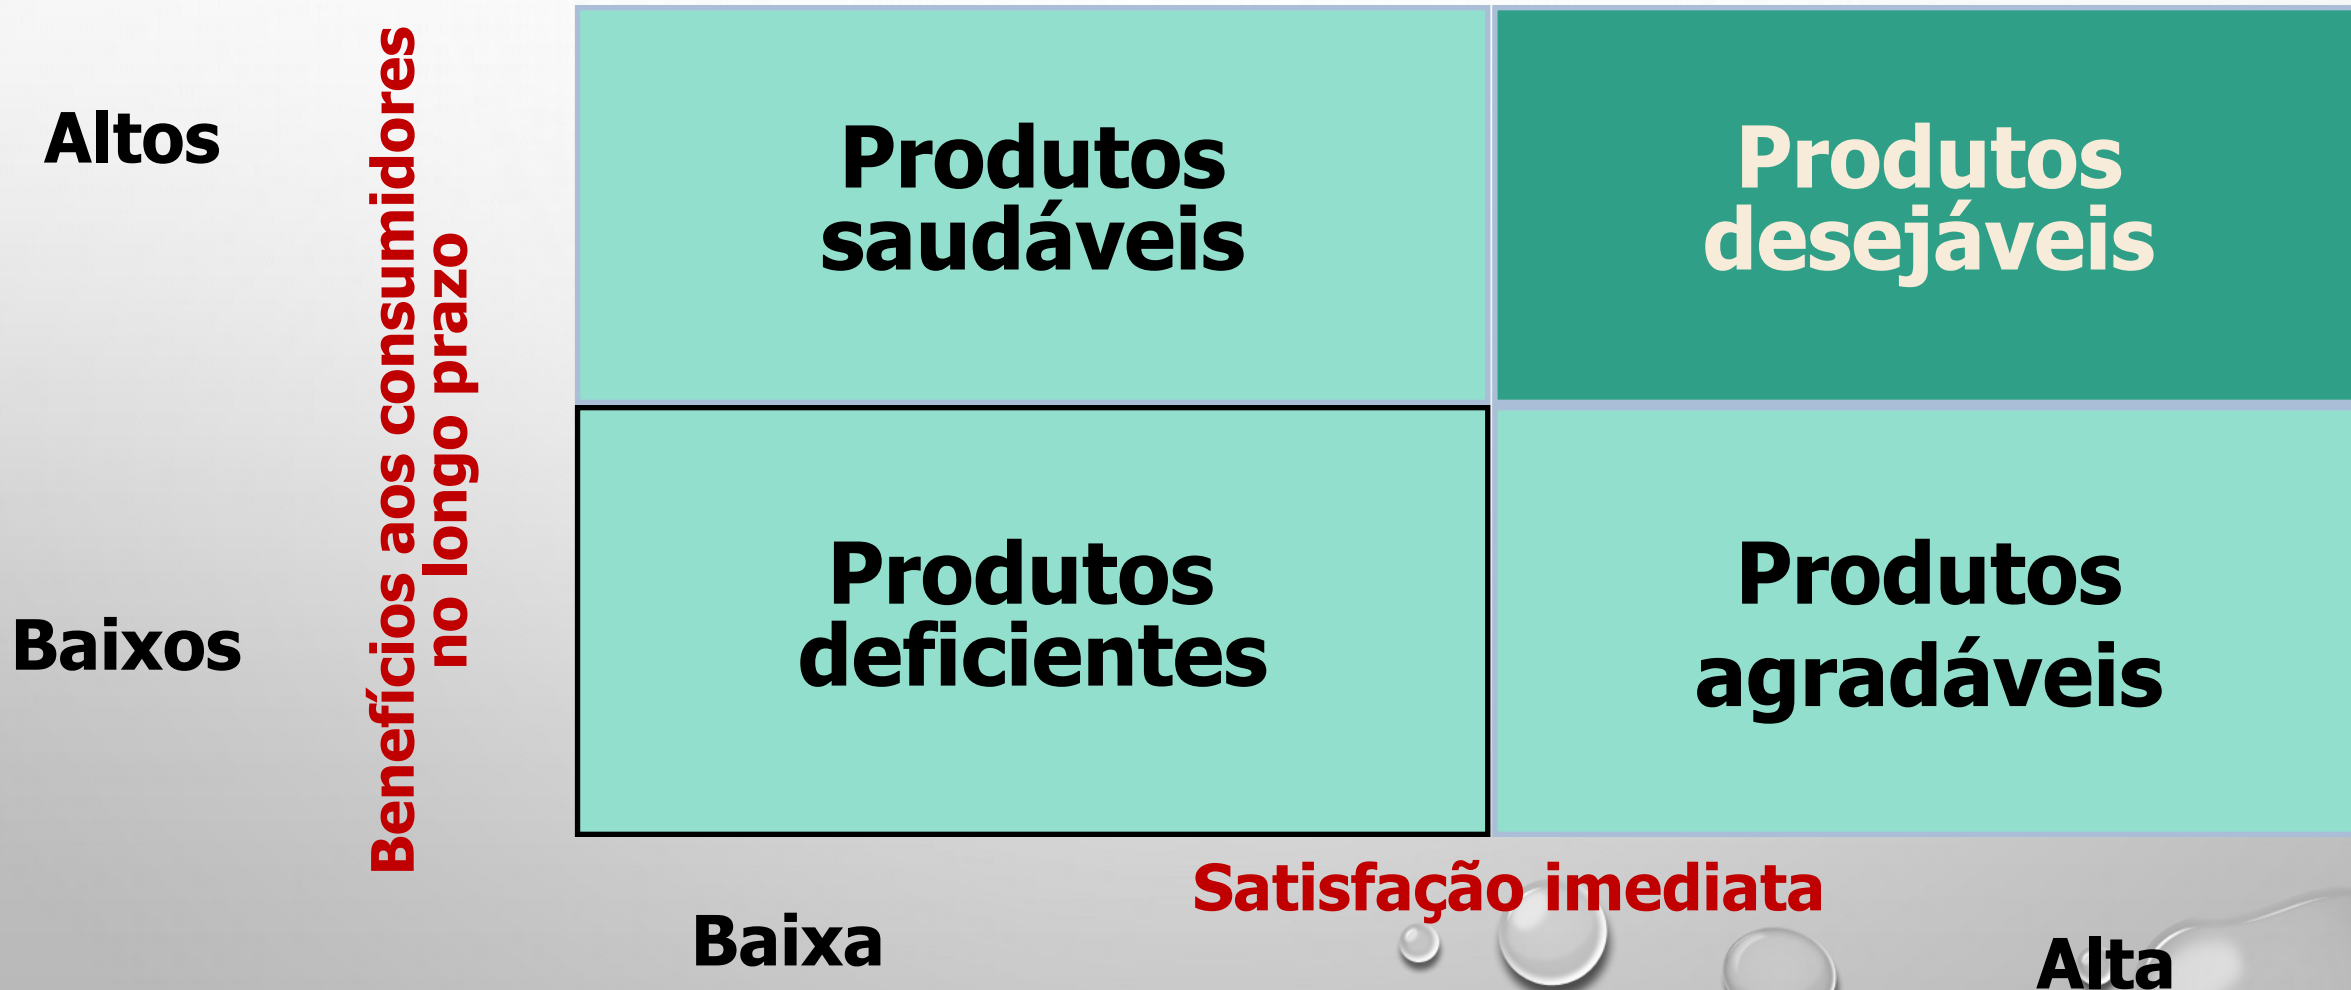 Altos
Benefícios aos consumidores
no longo prazo
Produtos
saudáveis
Produtos
desejáveis
Baixos
Produtos
deficientes
Produtos
agradáveis
Satisfação imediata
Baixa
Alta